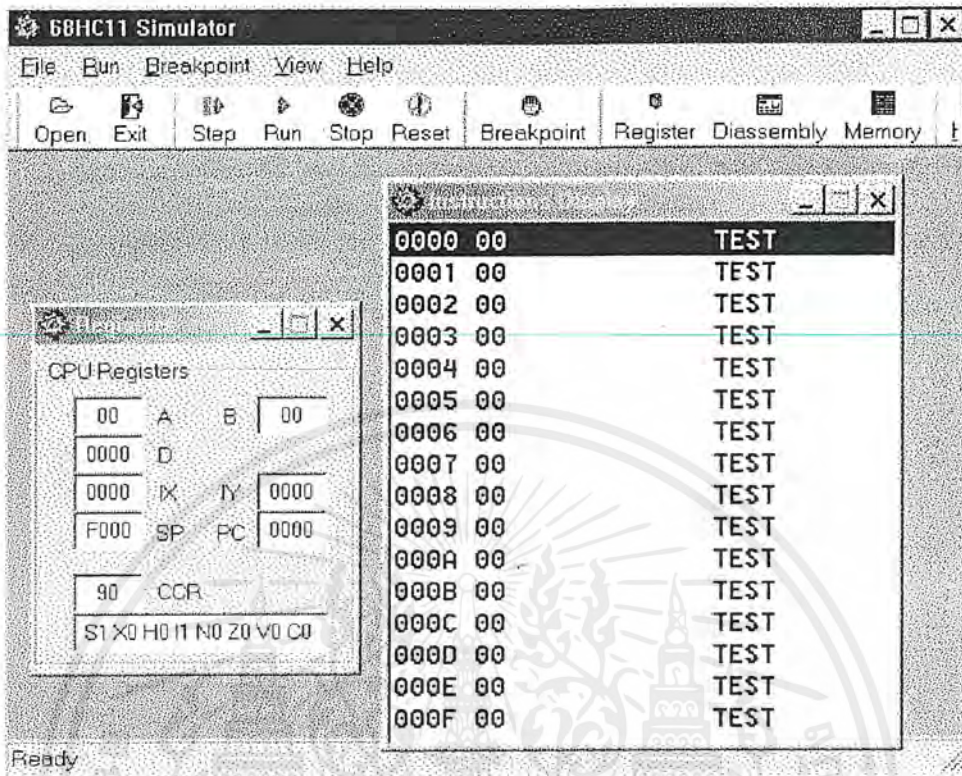 68HC11 Simulator
File Run Breakpoint View Help
Open Exit Step Run Stop Reset Breakpoint Register Diassembly Memory
Registers
CPU Registers
00 A B 00
0000 D
0000 IX IY 0000
F000 SP PC 0000
90 CCR
S1 X0 H0 I1 N0 Z0 V0 C0
0000 00 TEST
0001 00 TEST
0002 00 TEST
0003 00 TEST
0004 00 TEST
0005 00 TEST
0006 00 TEST
0007 00 TEST
0008 00 TEST
0009 00 TEST
000A 00 TEST
000B 00 TEST
000C 00 TEST
000D 00 TEST
000E 00 TEST
000F 00 TEST
Ready